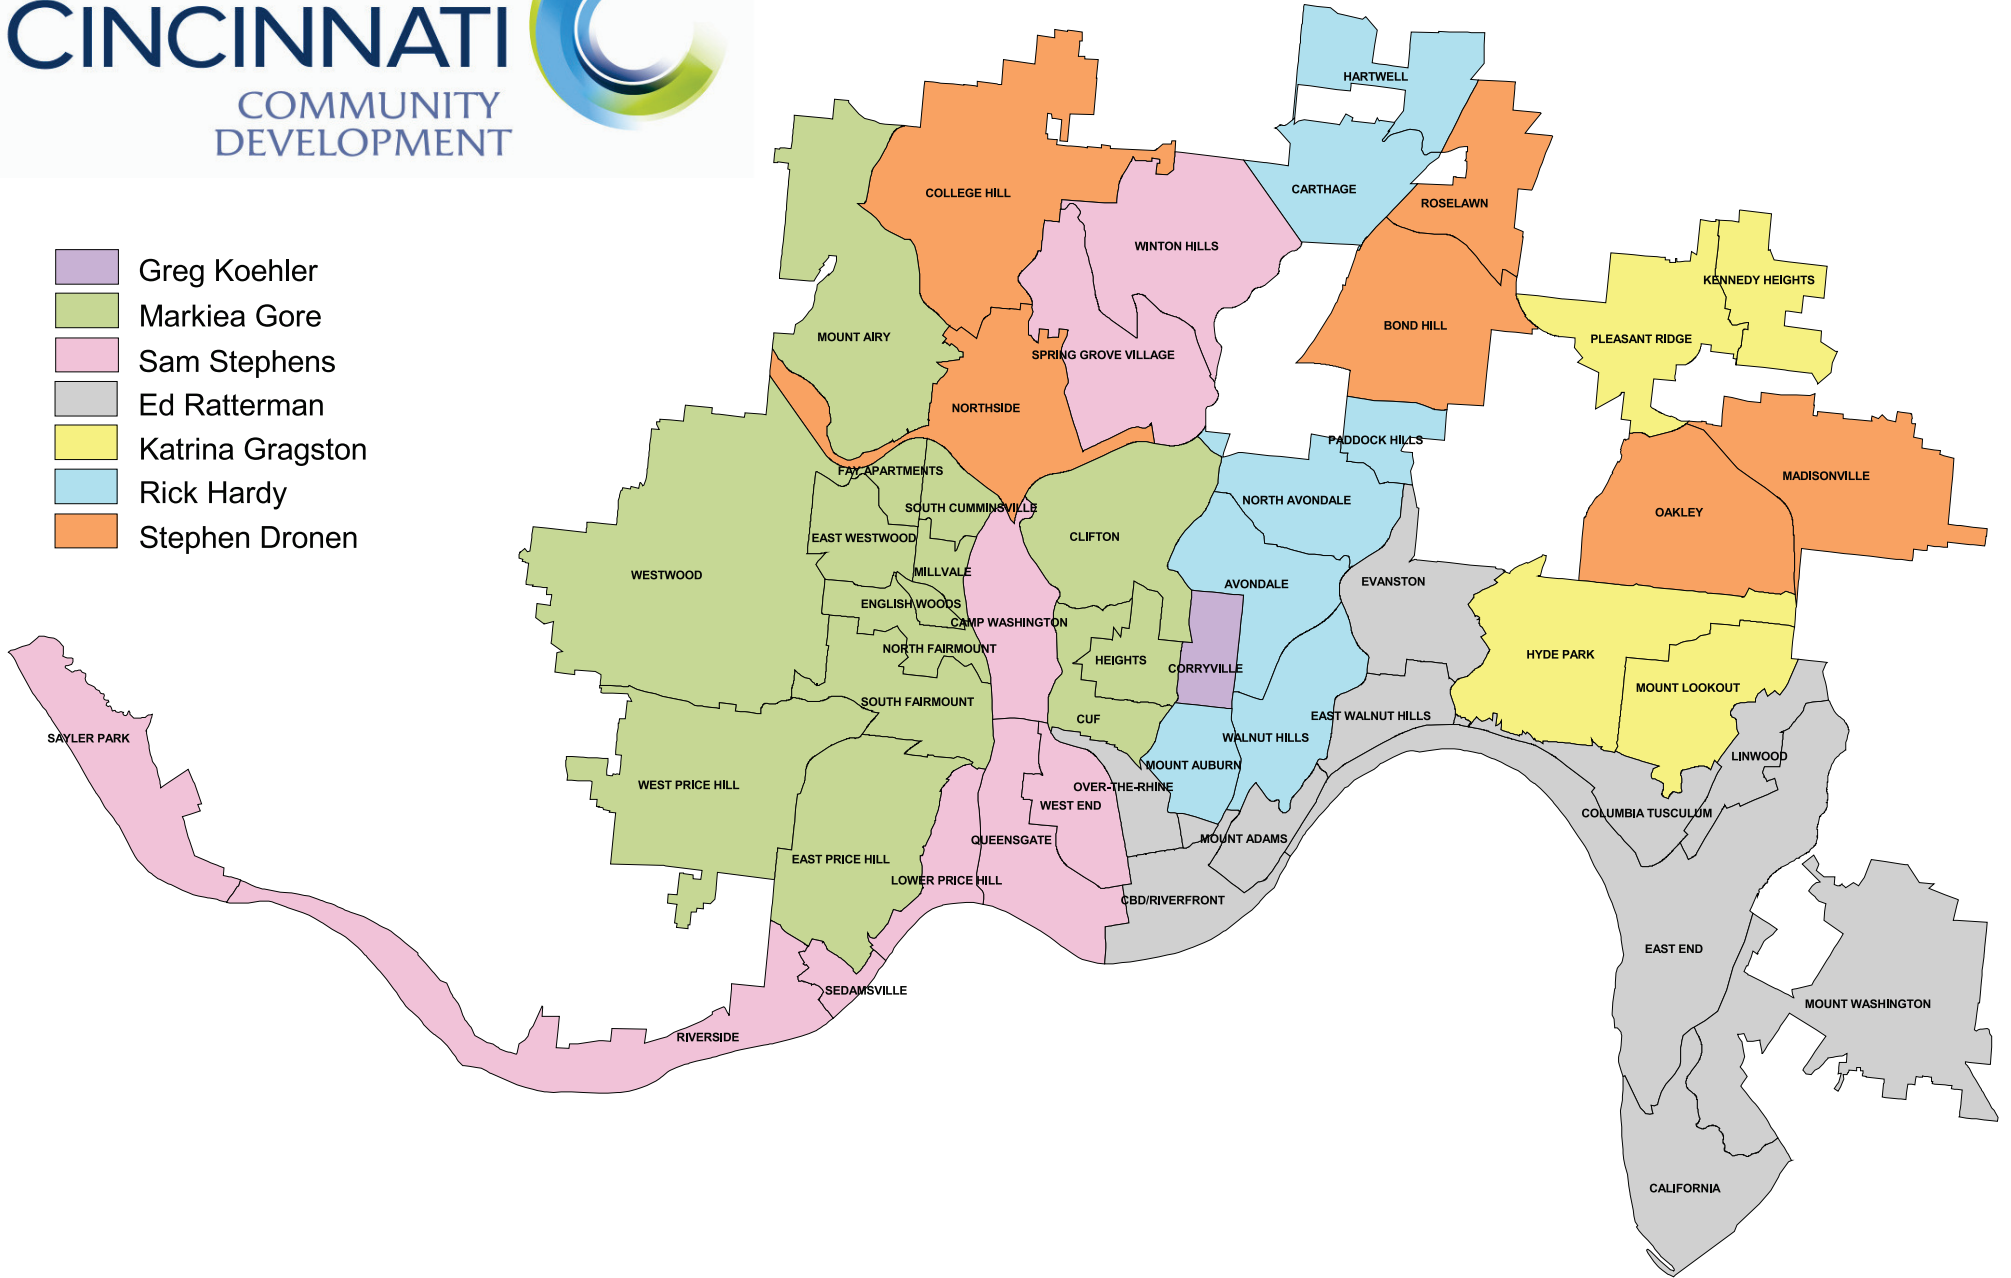 CINCINNATI
COMMUNITY
DEVELOPMENT
Greg Koehler
Markiea Gore
Sam Stephens
Ed Ratterman
Katrina Gragston
Rick Hardy
Stephen Dronen
HARTWELL
CARTHAGE
COLLEGE HILL
ROSELAWN
WINTON HILLS
KENNEDY HEIGHTS
BOND HILL
MOUNT AIRY
PLEASANT RIDGE
SPRING GROVE VILLAGE
NORTHSIDE
PADDOCK HILLS
FAY APARTMENTS
MADISONVILLE
NORTH AVONDALE
SOUTH CUMMINSVILLE
OAKLEY
EAST WESTWOOD
CLIFTON
MILLVALE
WESTWOOD
EVANSTON
AVONDALE
ENGLISH WOODS
CAMP WASHINGTON
NORTH FAIRMOUNT
HYDE PARK
HEIGHTS
CORRYVILLE
MOUNT LOOKOUT
SOUTH FAIRMOUNT
EAST WALNUT HILLS
CUF
SAYLER PARK
WALNUT HILLS
LINWOOD
MOUNT AUBURN
WEST PRICE HILL
OVER-THE-RHINE
WEST END
COLUMBIA TUSCULUM
QUEENSGATE
MOUNT ADAMS
EAST PRICE HILL
LOWER PRICE HILL
CBD/RIVERFRONT
EAST END
SEDAMSVILLE
MOUNT WASHINGTON
RIVERSIDE
CALIFORNIA